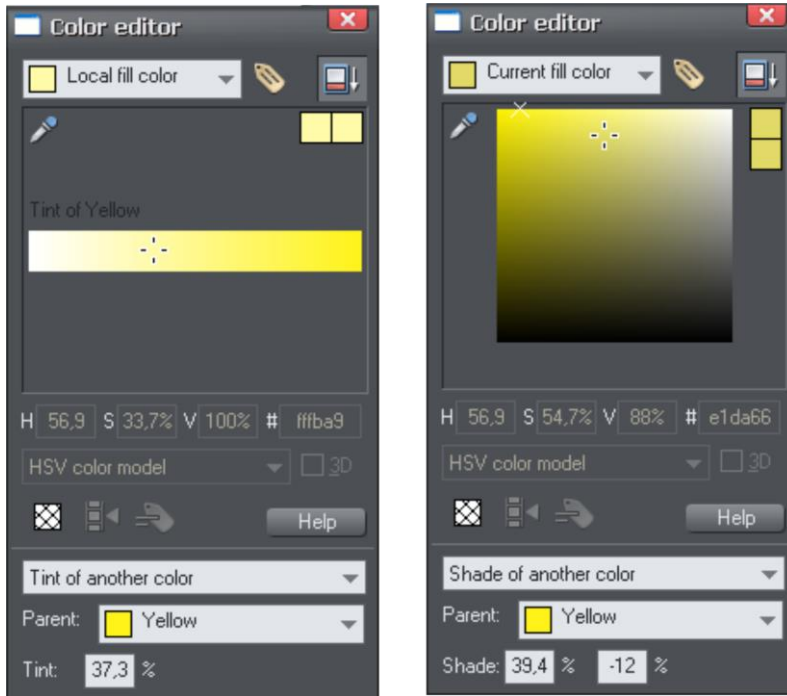 Color editor
Local fill color
Tint of Yellow
H 56,9 S 33,7% V 100% # fffba9
HSV color model 3D
Help
Tint of another color
Parent: Yellow
Tint: 37,3 %
Color editor
Current fill color
H 56,9 S 54,7% V 88% # e1da66
HSV color model 3D
Help
Shade of another color
Parent: Yellow
Shade: 39,4 % -12 %